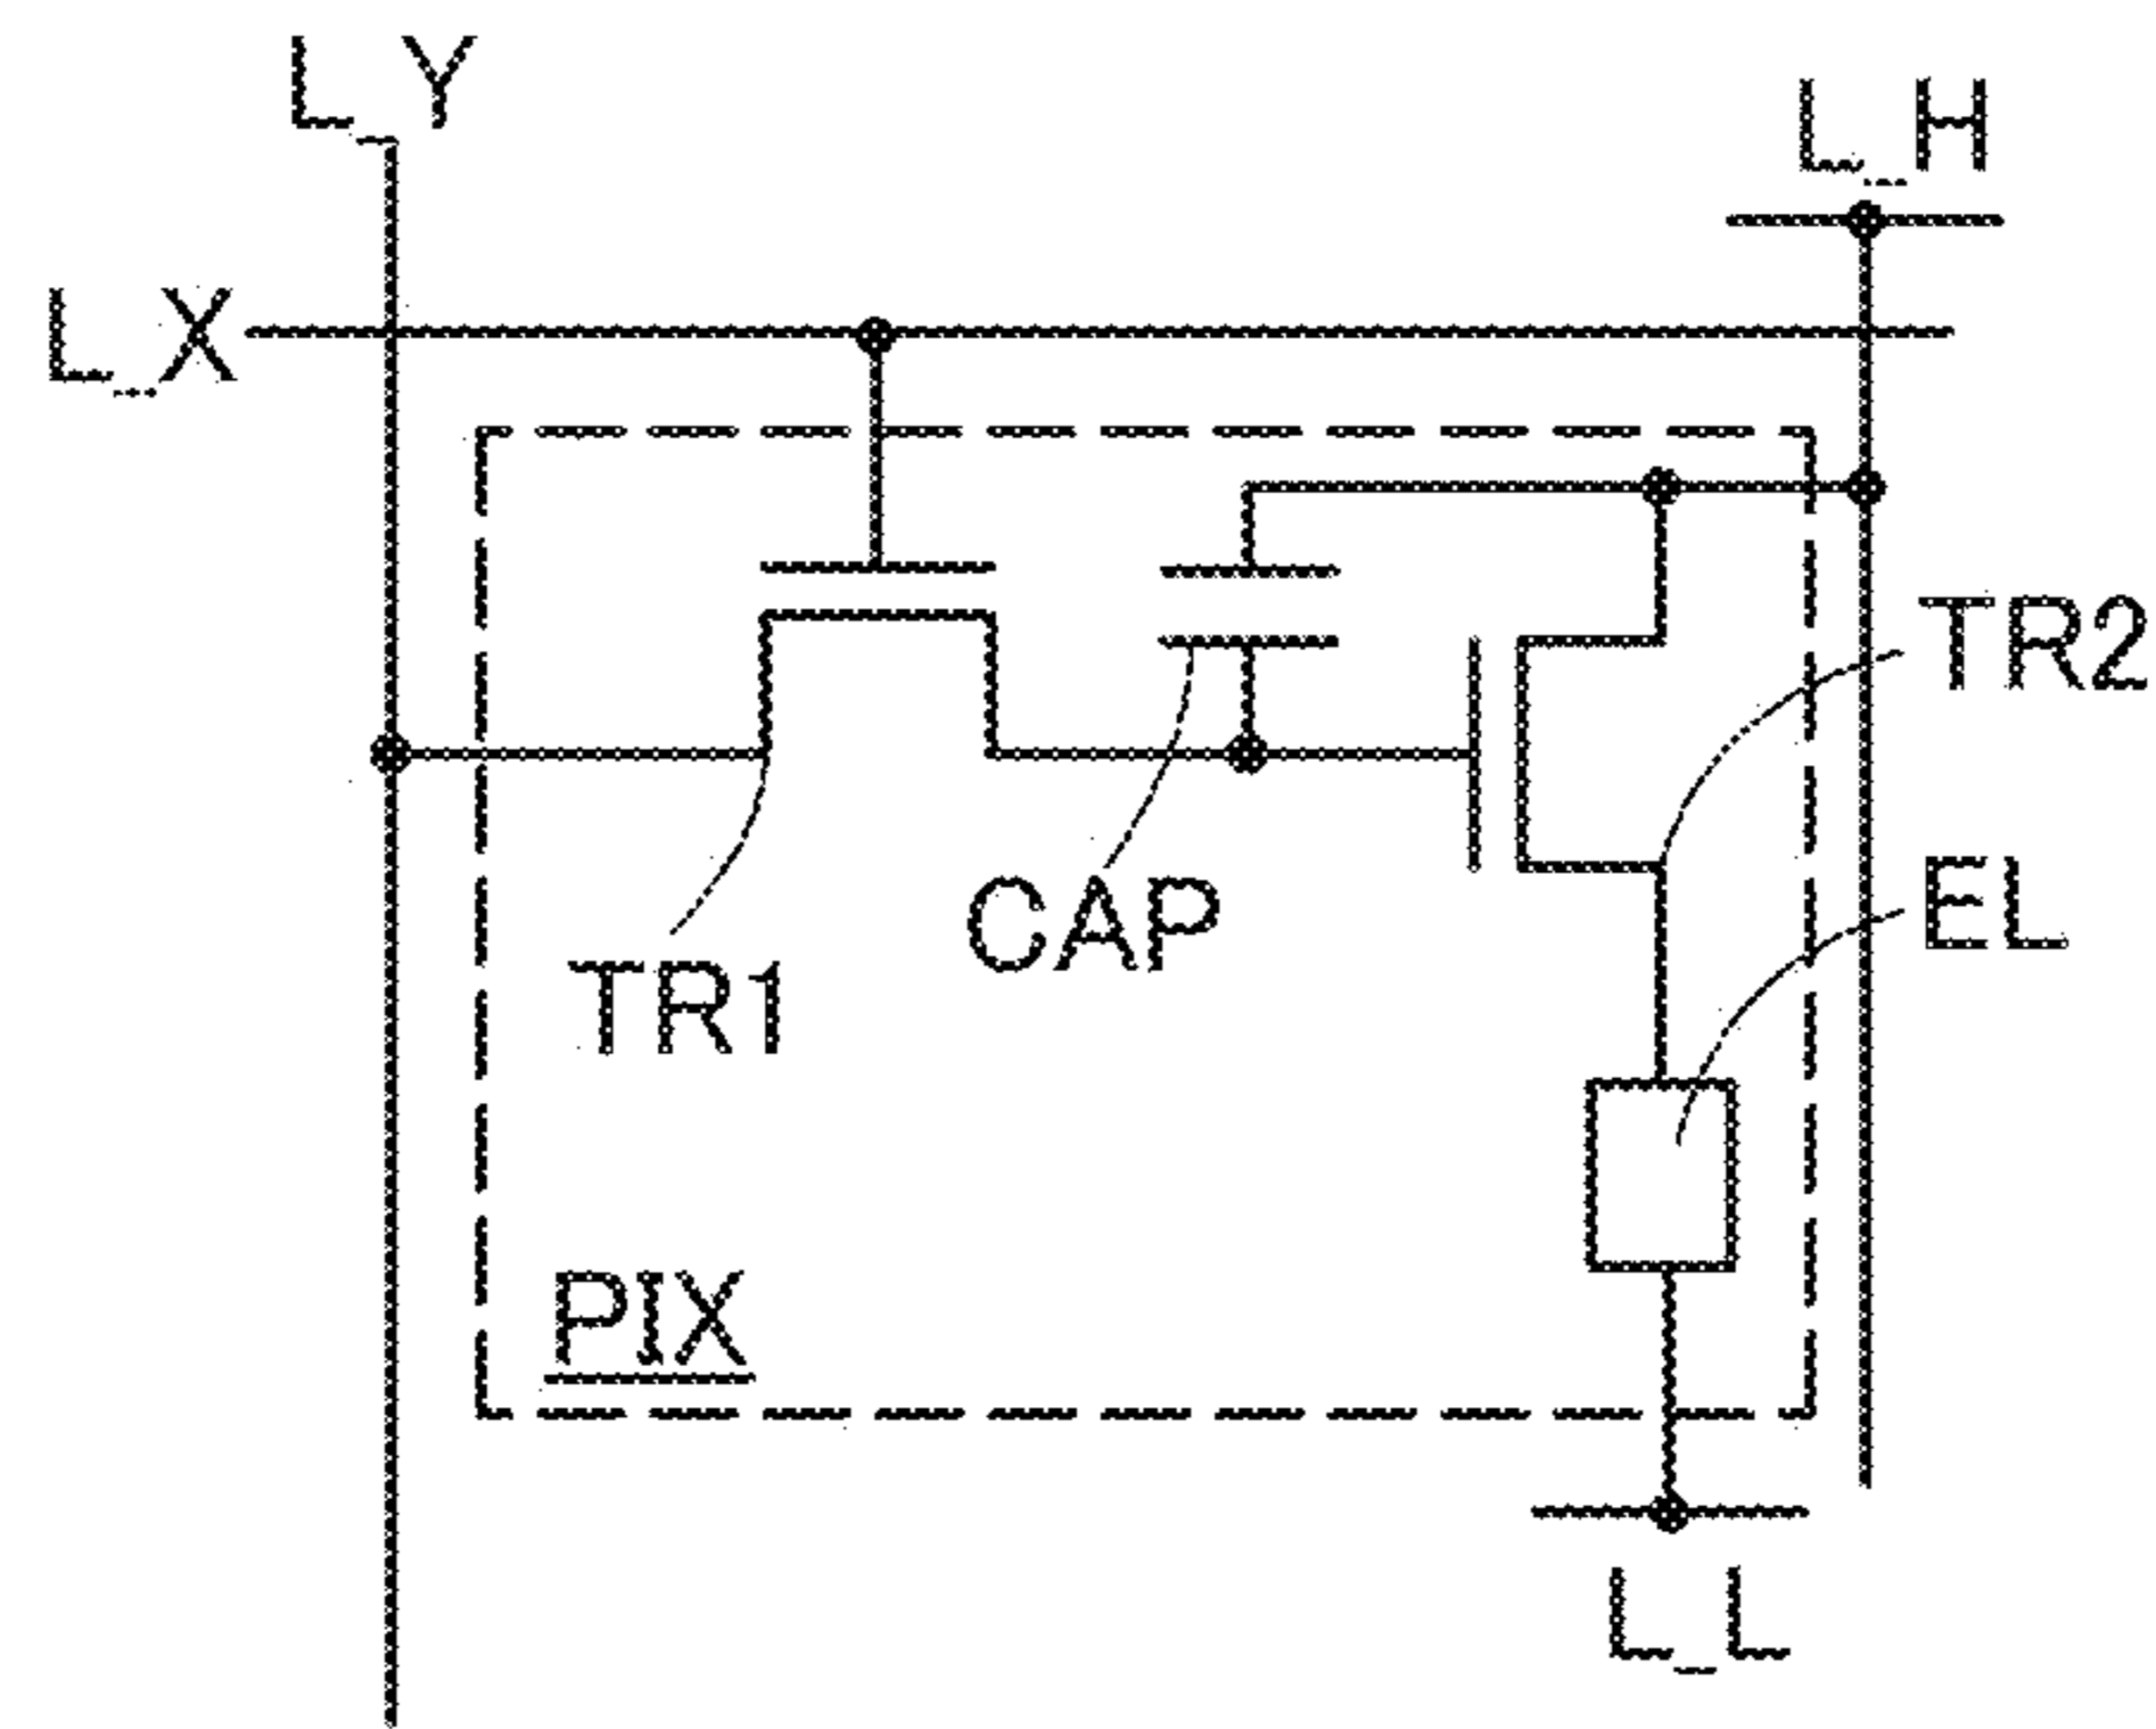 L_Y
L_H
L_X
TR2
EL
CAP
TR1
PIX
L_L